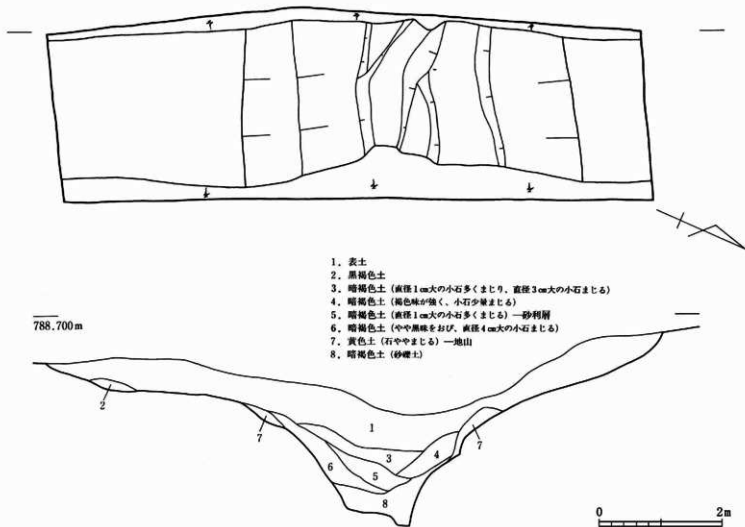 1. 表土
2. 黒褐色土
3. 暗褐色土（直径1cm大の小石多くまじり、直径3cm大の小石まじる）
4. 暗褐色土（褐色味が強く、小石少量まじる）
5. 暗褐色土（直径1cm大の小石多くまじる）―砂利層
6. 暗褐色土（やや黒味をおび、直径4cm大の小石まじる）
7. 黄色土（石ややまじる）―地山
8. 暗褐色土（砂礫土）
788.700m
2
7
1
7
3
4
6
5
8
0 2m